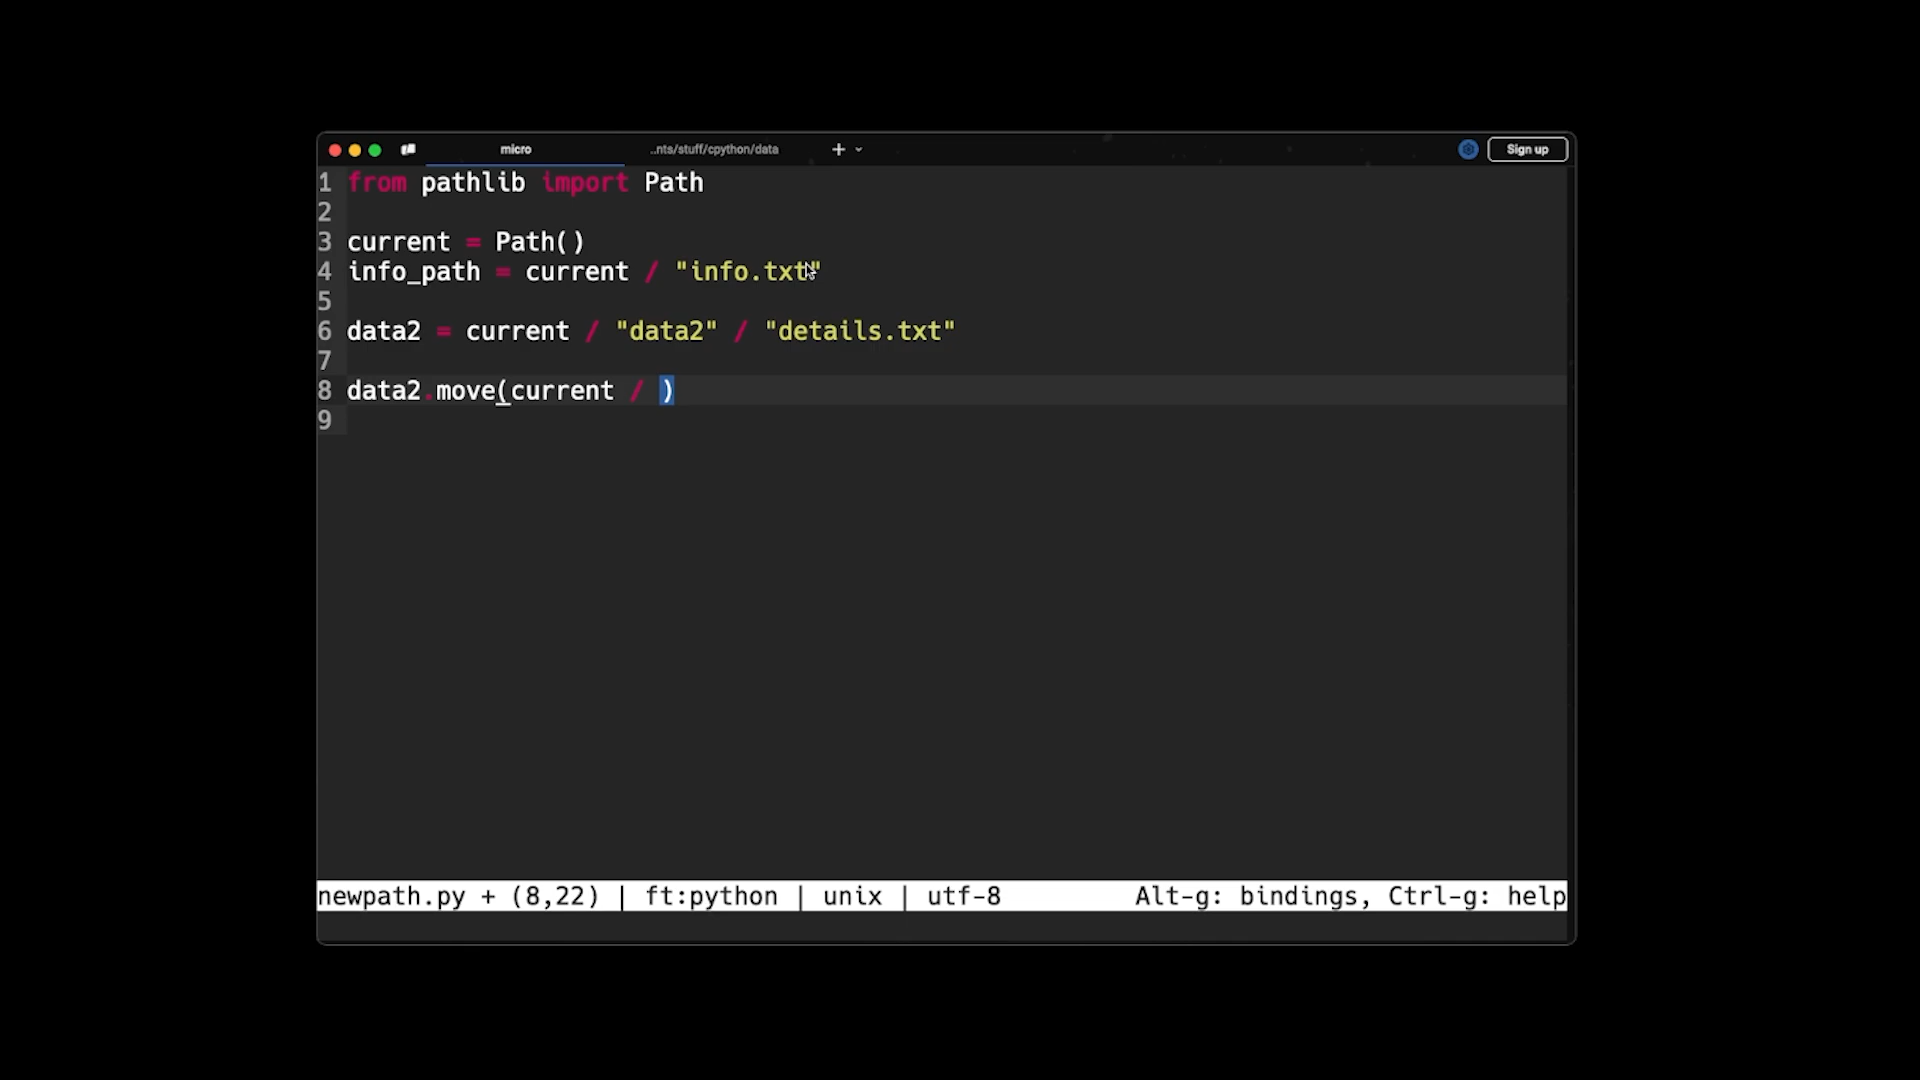 micro
..nts/stuff/cpython/data
Sign up
1 from pathlib import Path
2
3 current = Path()
4 info_path = current / "info.txt"
5
6 data2 = current / "data2" / "details.txt"
7
8 data2.move(current / )
9
newpath.py + (8,22) | ft:python | unix | utf-8 Alt-g: bindings, Ctrl-g: help